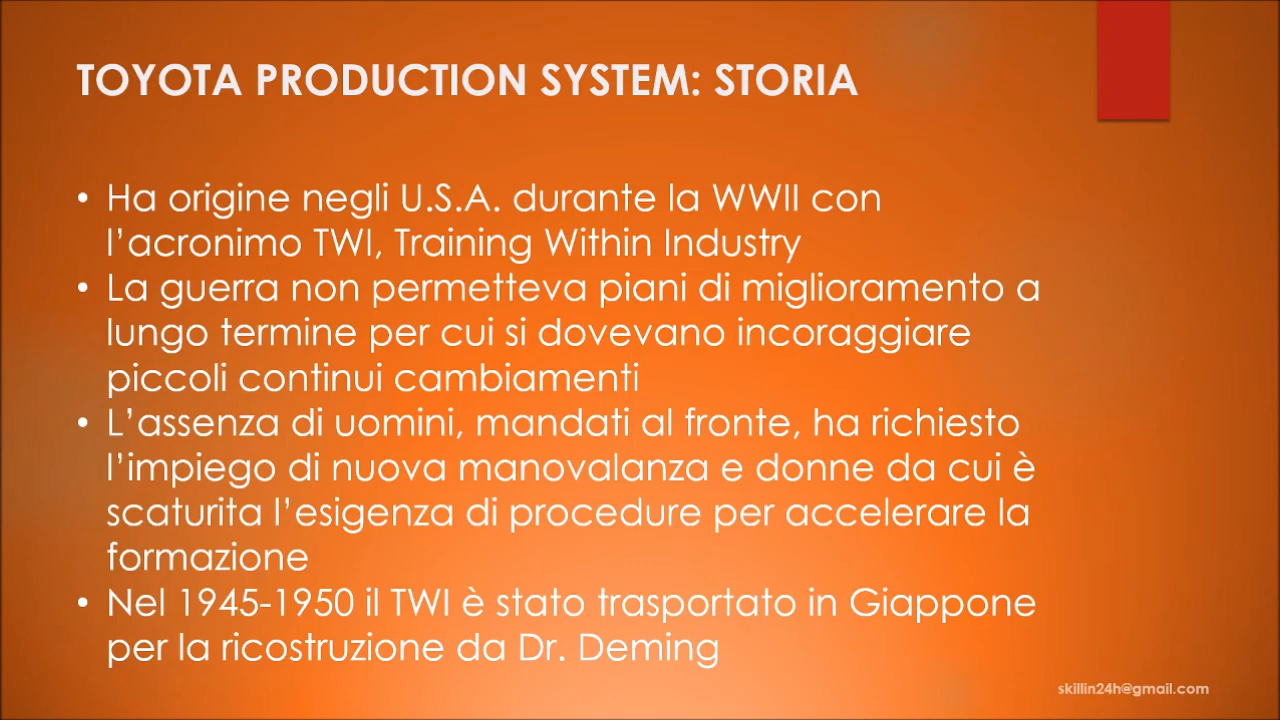 TOYOTA PRODUCTION SYSTEM: STORIA
• Ha origine negli U.S.A. durante la WWII con
l’acronimo TWI, Training Within Industry
• La guerra non permetteva piani di miglioramento a
lungo termine per cui si dovevano incoraggiare
piccoli continui cambiamenti
• L’assenza di uomini, mandati al fronte, ha richiesto
l’impiego di nuova manovalanza e donne da cui è
scaturita l’esigenza di procedure per accelerare la
formazione
• Nel 1945-1950 il TWI è stato trasportato in Giappone
per la ricostruzione da Dr. Deming
skillin24h@gmail.com